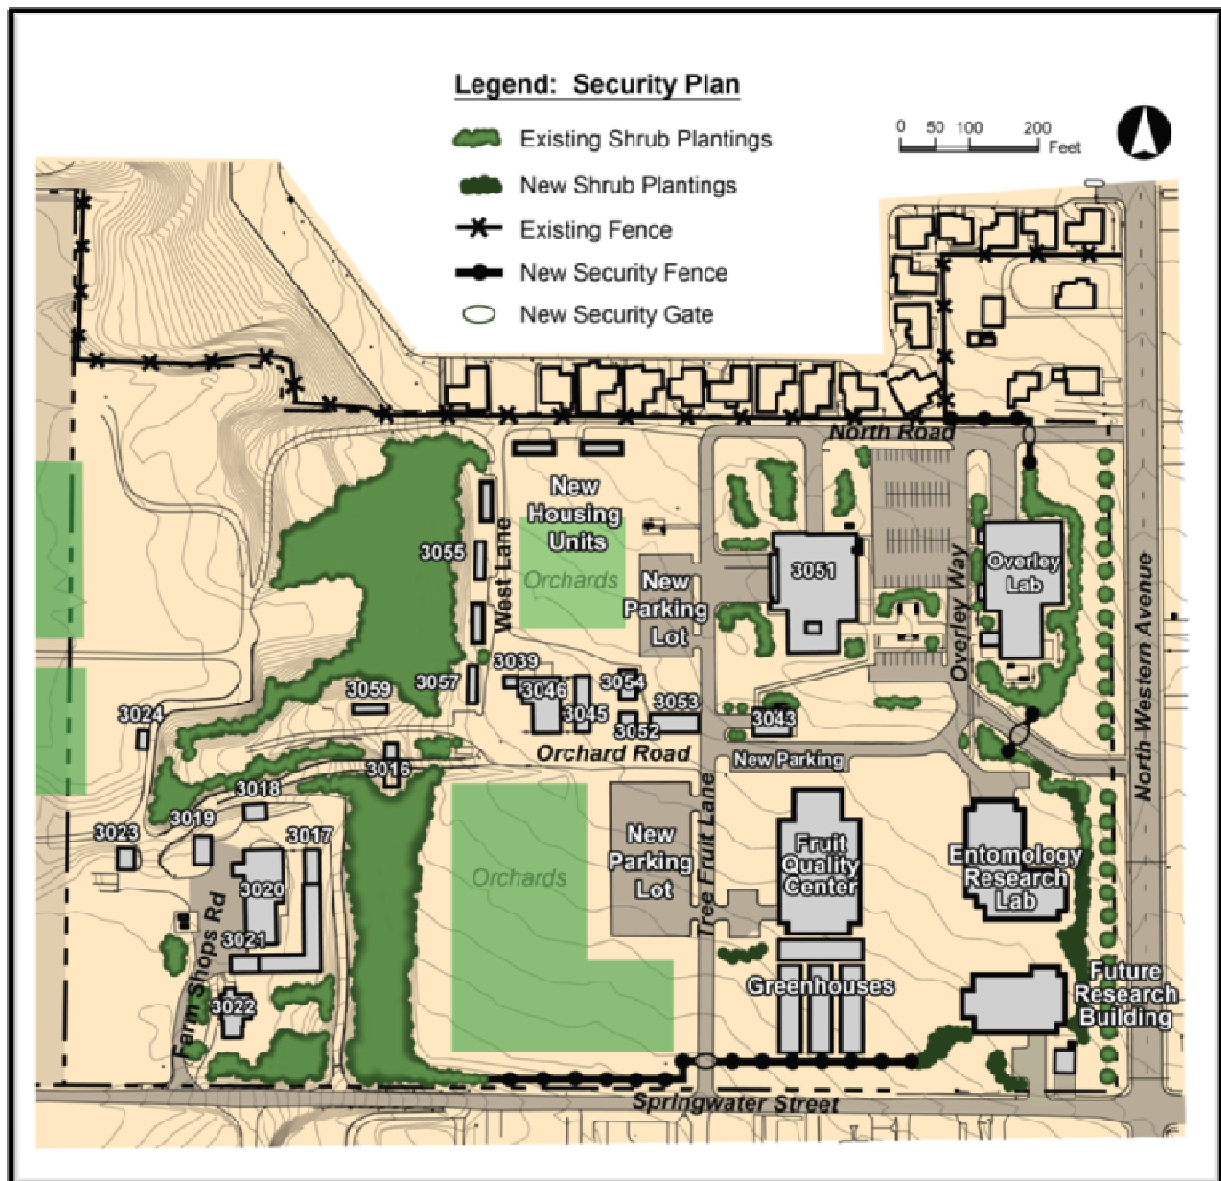 Legend: Security Plan
Existing Shrub Plantings
New Shrub Plantings
Existing Fence
New Security Fence
New Security Gate
0 50 100 200
Feet
North Road
New
Housing
Units
Orchards
3055
West Lane
New
Parking
Lot
3051
Overley Way
Overley
Lab
North Western Avenue
3039
3046
3045
3054
3053
3052
3057
3059
3024
3043
Orchard Road
New Parking
3016
3018
3019
3017
3023
3020
3021
3022
Farm Shops Rd
Orchards
New
Parking
Lot
Tree Fruit Lane
Fruit
Quality
Center
Entomology
Research
Lab
Greenhouses
Future
Research
Building
Springwater Street